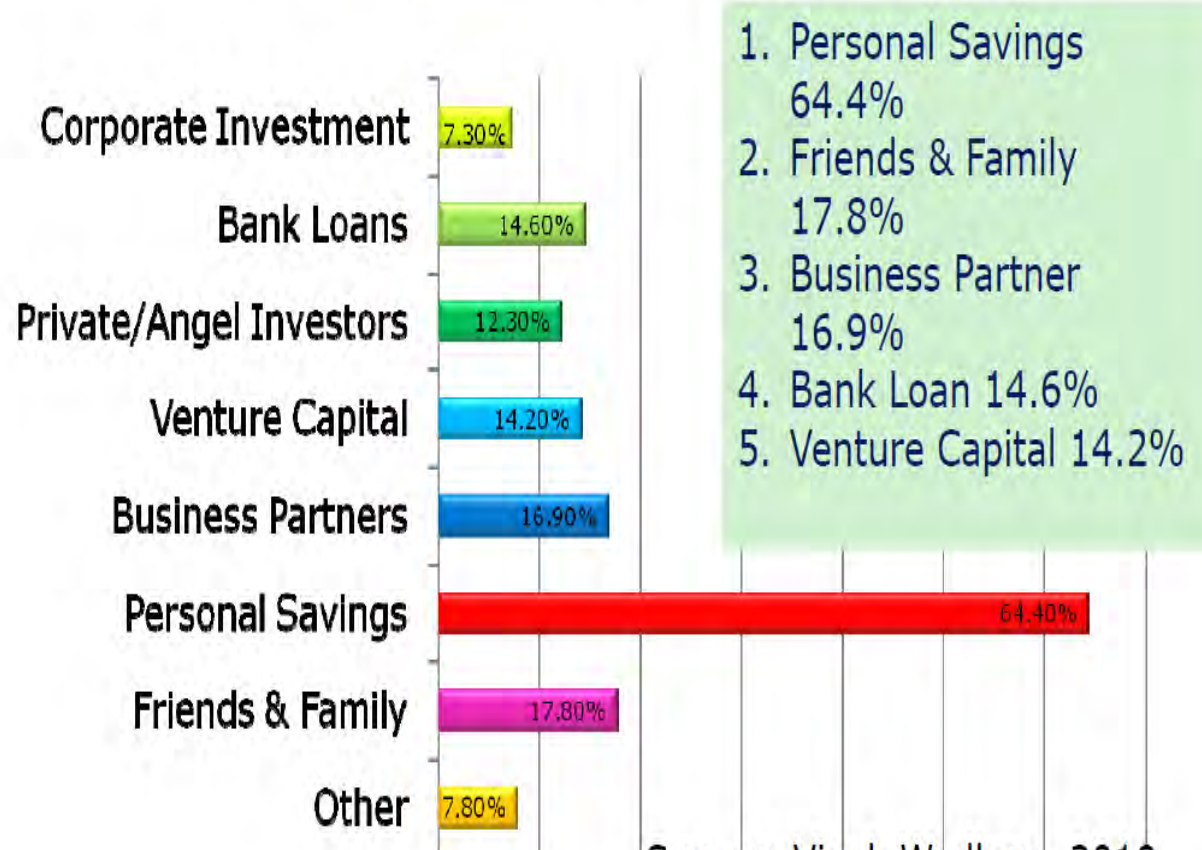 Corporate Investment 7.30%
Bank Loans 14.60%
Private/Angel Investors 12.30%
Venture Capital 14.20%
Business Partners 16.90%
Personal Savings 64.40%
Friends & Family 17.80%
Other 7.80%
1. Personal Savings
64.4%
2. Friends & Family
17.8%
3. Business Partner
16.9%
4. Bank Loan 14.6%
5. Venture Capital 14.2%